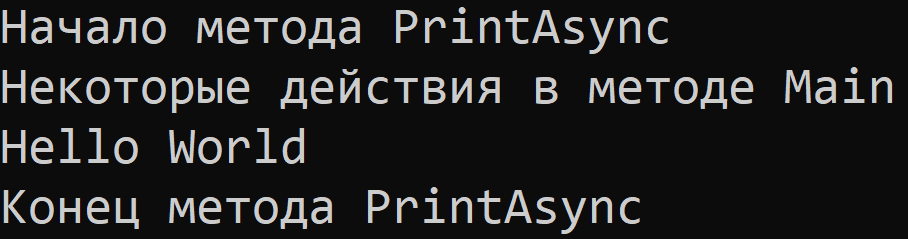 Начало метода PrintAsync
Некоторые действия в методе Main
Hello World
Конец метода PrintAsync